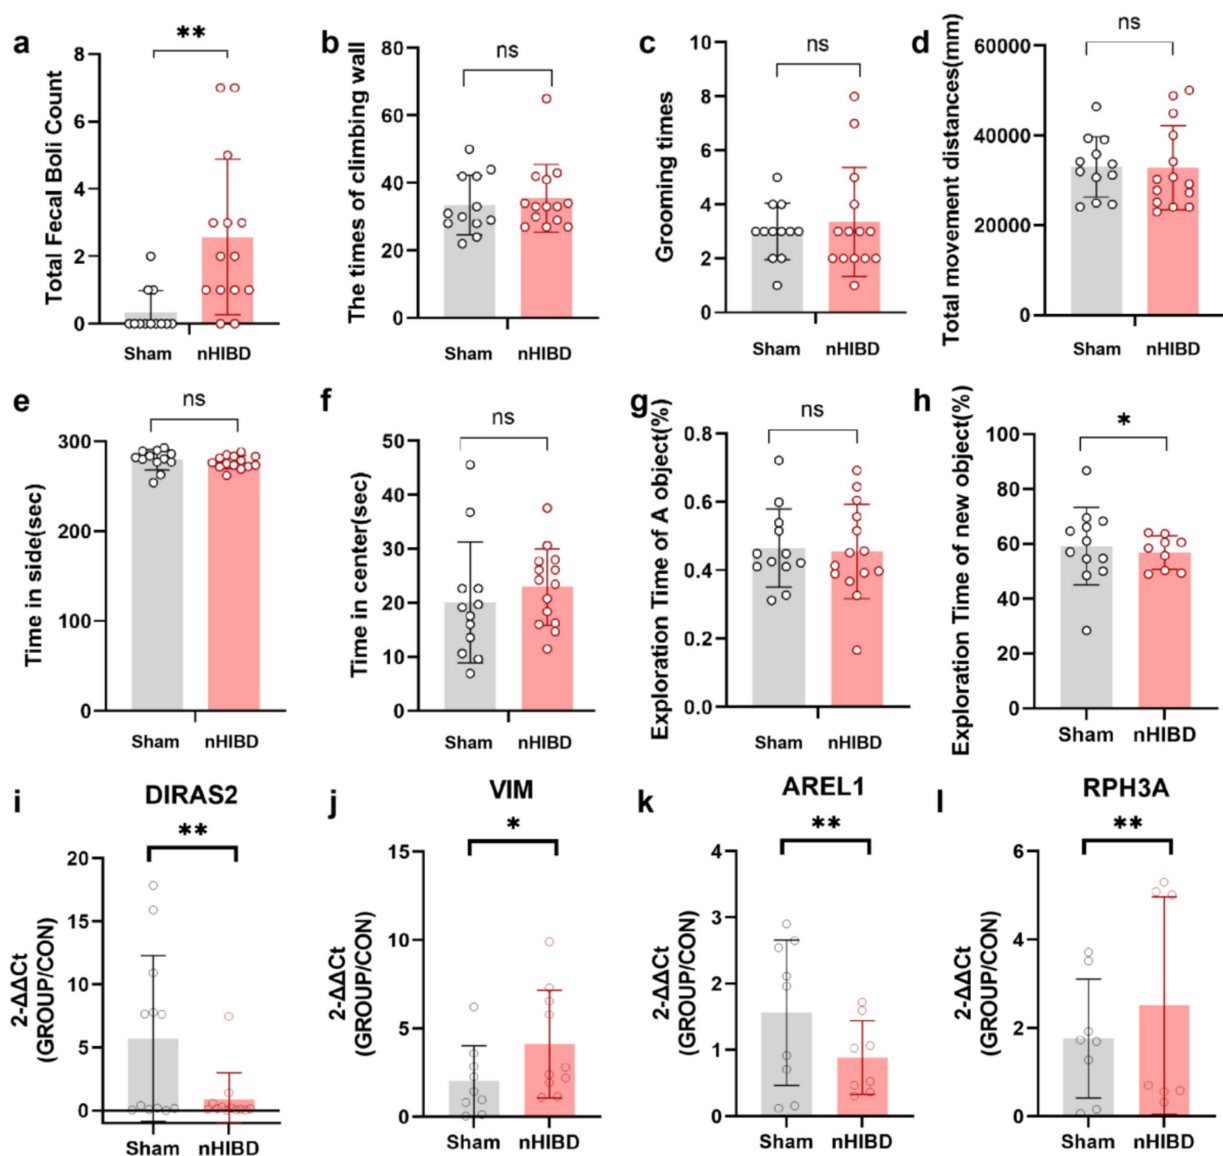 a
**
Total Fecal Boli Count
8
6
4
2
0
Sham nHIBD
b
ns
The times of climbing wall
80
60
40
20
0
Sham nHIBD
c
ns
Grooming times
10
8
6
4
2
0
Sham nHIBD
d
ns
Total movement distances(mm)
60000
40000
20000
0
Sham nHIBD
e
ns
Time in side(sec)
300
200
100
0
Sham nHIBD
f
ns
Time in center(sec)
50
40
30
20
10
0
Sham nHIBD
g
ns
Exploration Time of A object(%)
0.8
0.6
0.4
0.2
0.0
Sham nHIBD
h
*
Exploration Time of new object(%)
100
80
60
40
20
0
Sham nHIBD
i
DIRAS2
**
2-ΔΔCt
(GROUP/CON)
20
15
10
5
0
Sham nHIBD
j
VIM
*
2-ΔΔCt
(GROUP/CON)
15
10
5
0
Sham nHIBD
k
AREL1
**
2-ΔΔCt
(GROUP/CON)
4
3
2
1
0
Sham nHIBD
l
RPH3A
**
2-ΔΔCt
(GROUP/CON)
6
4
2
0
Sham nHIBD